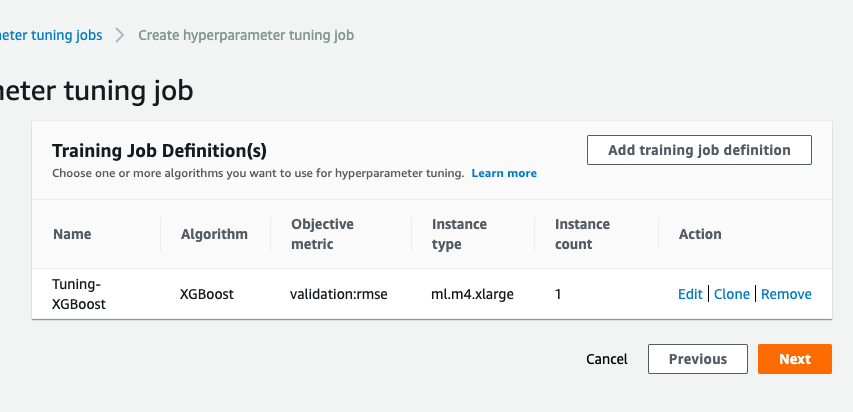 eter tuning jobs > Create hyperparameter tuning job
eter tuning job
Training Job Definition(s)
Add training job definition
Choose one or more algorithms you want to use for hyperparameter tuning. Learn more
Name Algorithm Objective metric Instance type Instance count Action
Tuning-XGBoost XGBoost validation:rmse ml.m4.xlarge 1 Edit | Clone | Remove
Cancel Previous Next